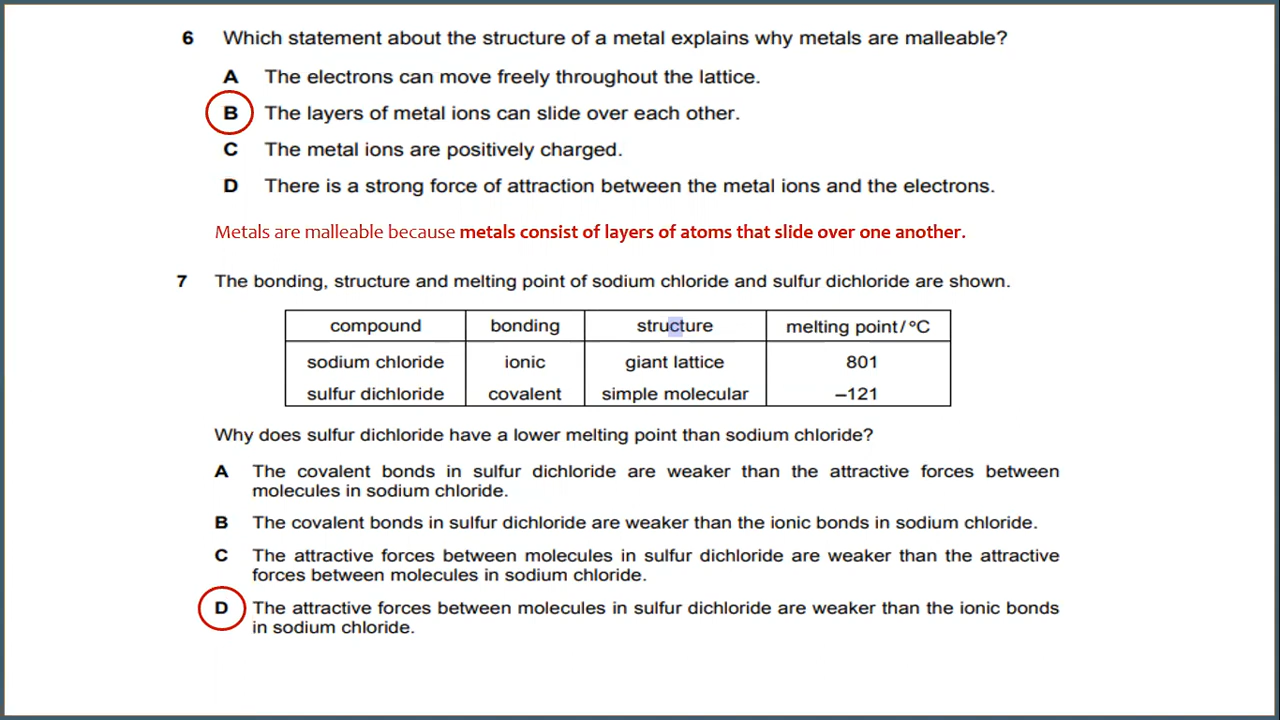 6 Which statement about the structure of a metal explains why metals are malleable?
A The electrons can move freely throughout the lattice.
B The layers of metal ions can slide over each other.
C The metal ions are positively charged.
D There is a strong force of attraction between the metal ions and the electrons.
Metals are malleable because metals consist of layers of atoms that slide over one another.
7 The bonding, structure and melting point of sodium chloride and sulfur dichloride are shown.
compound bonding structure melting point/°C
sodium chloride ionic giant lattice 801
sulfur dichloride covalent simple molecular –121
Why does sulfur dichloride have a lower melting point than sodium chloride?
A The covalent bonds in sulfur dichloride are weaker than the attractive forces between
molecules in sodium chloride.
B The covalent bonds in sulfur dichloride are weaker than the ionic bonds in sodium chloride.
C The attractive forces between molecules in sulfur dichloride are weaker than the attractive
forces between molecules in sodium chloride.
D The attractive forces between molecules in sulfur dichloride are weaker than the ionic bonds
in sodium chloride.